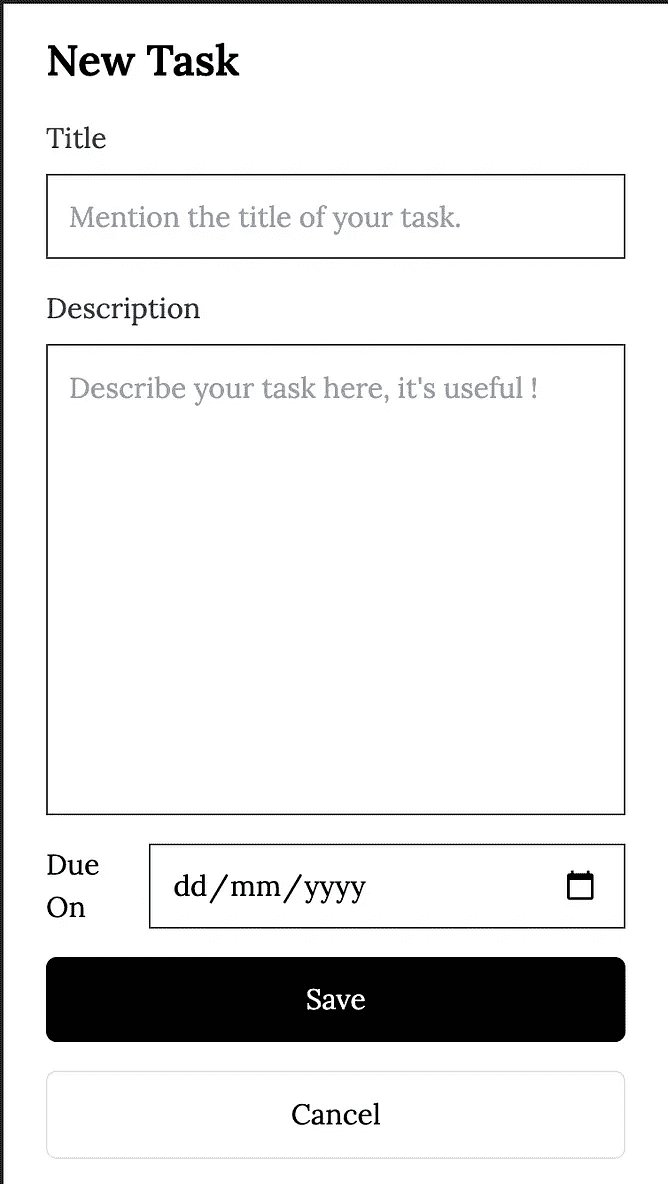 New Task
Title
Mention the title of your task.
Description
Describe your task here, it's useful !
Due
On
dd/mm/yyyy
Save
Cancel